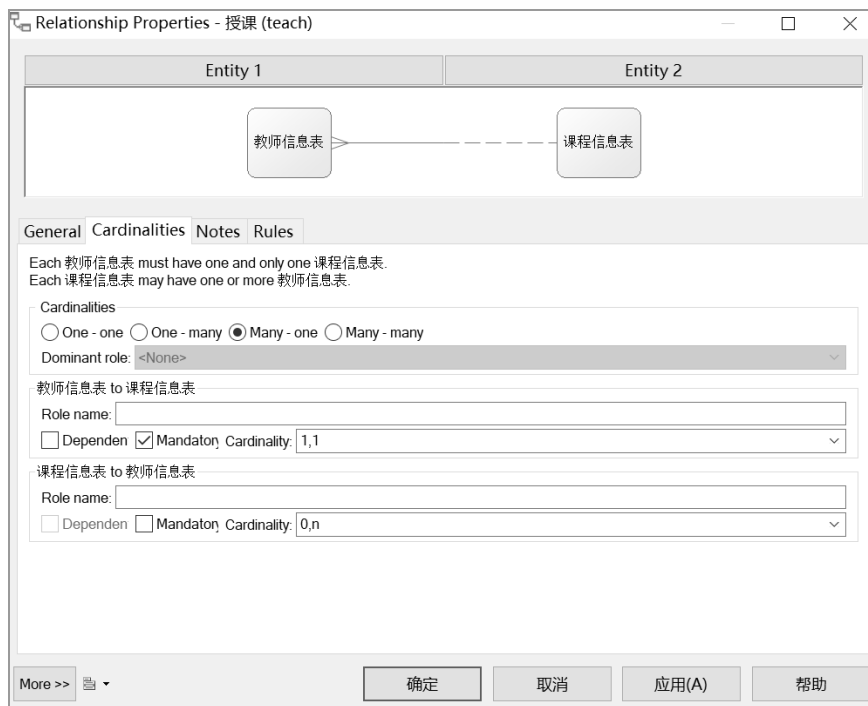 Relationship Properties - 授课 (teach)
Entity 1
Entity 2
教师信息表
课程信息表
General Cardinalities Notes Rules
Each 教师信息表 must have one and only one 课程信息表.
Each 课程信息表 may have one or more 教师信息表.
Cardinalities
One - one One - many Many - one Many - many
Dominant role: <None>
教师信息表 to 课程信息表
Role name:
Dependen Mandatory Cardinality: 1,1
课程信息表 to 教师信息表
Role name:
Dependen Mandatory Cardinality: 0,n
More >> 确定 取消 应用(A) 帮助